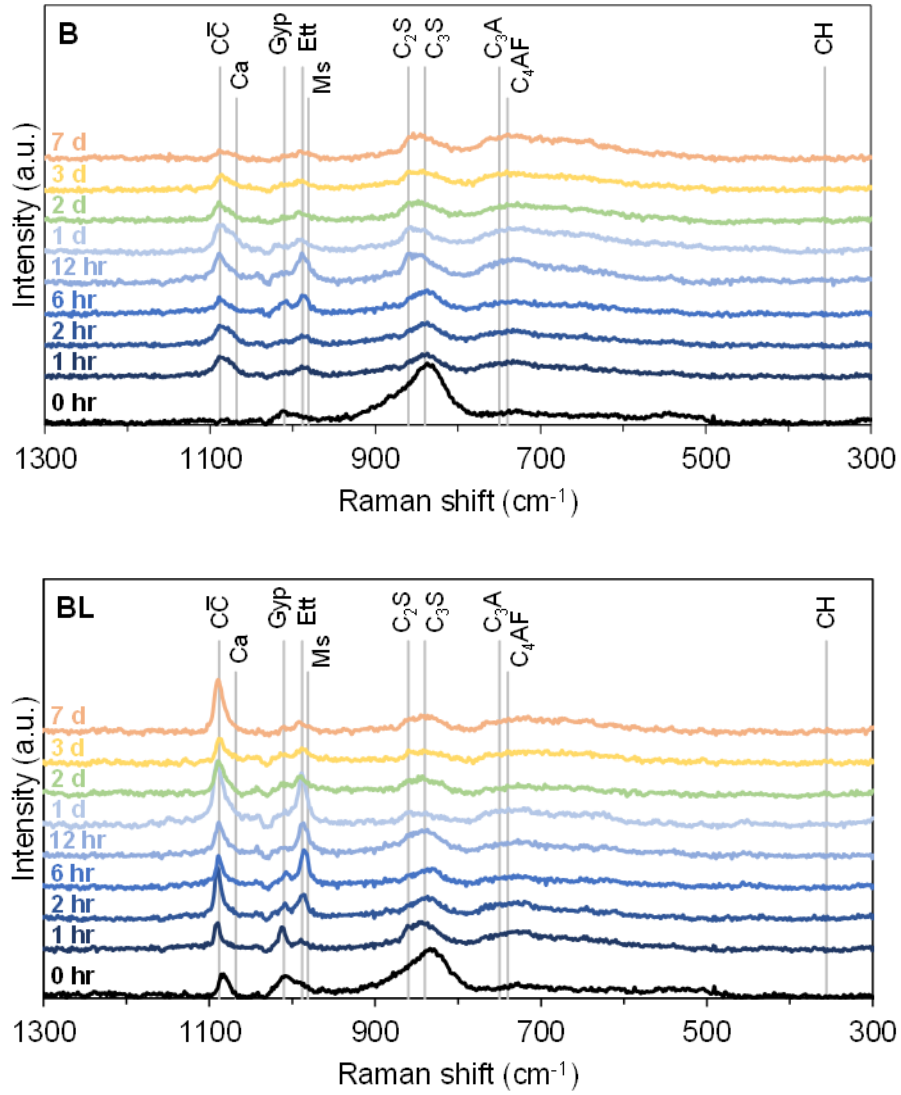 B
C̅C̅ Ca Gyp Ett Ms C₂S C₃S C₃A C₄AF CH
Intensity (a.u.)
7 d
3 d
2 d
1 d
12 hr
6 hr
2 hr
1 hr
0 hr
1300 1100 900 700 500 300
Raman shift (cm⁻¹)
BL
C̅C̅ Ca Gyp Ett Ms C₂S C₃S C₃A C₄AF CH
Intensity (a.u.)
7 d
3 d
2 d
1 d
12 hr
6 hr
2 hr
1 hr
0 hr
1300 1100 900 700 500 300
Raman shift (cm⁻¹)